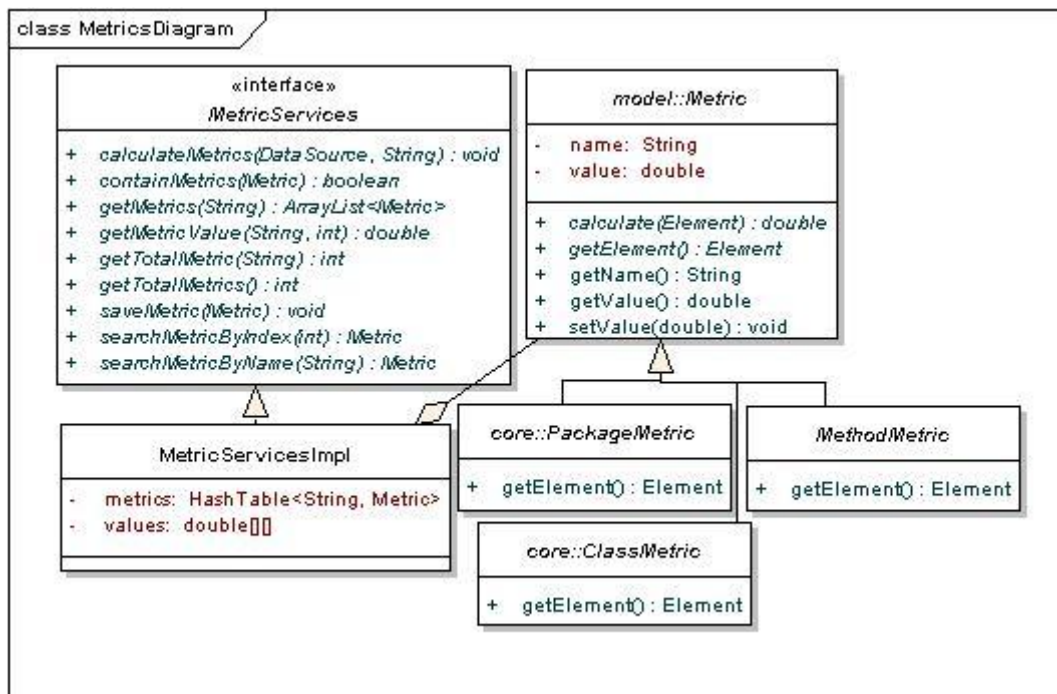 class MetricsDiagram
«interface»
MetricServices
+ calculateMetrics(DataSource, String) : void
+ containMetrics(Metric) : boolean
+ getMetrics(String) : ArrayList<Metric>
+ getMetricValue(String, int) : double
+ getTotalMetric(String) : int
+ getTotalMetrics() : int
+ saveMetric(Metric) : void
+ searchMetricByIndex(int) : Metric
+ searchMetricByName(String) : Metric
model::Metric
- name: String
- value: double
+ calculate(Element) : double
+ getElement() : Element
+ getName() : String
+ getValue() : double
+ setValue(double) : void
MetricServicesImpl
- metrics: HashTable<String, Metric>
- values: double[][]
core::PackageMetric
+ getElement() : Element
MethodMetric
+ getElement() : Element
core::ClassMetric
+ getElement() : Element